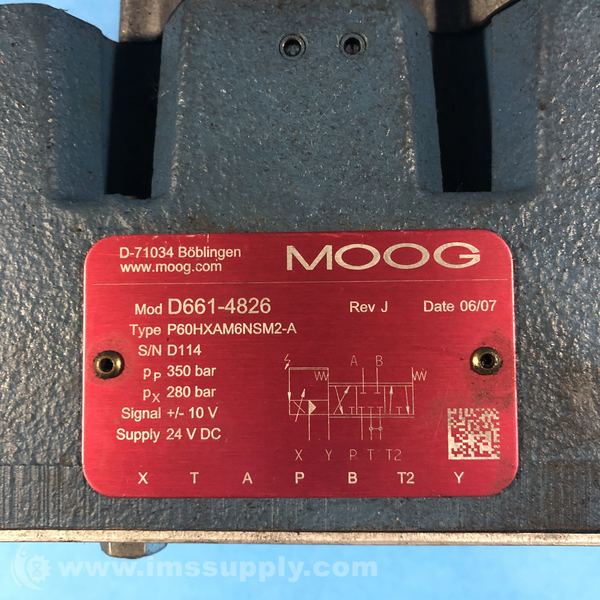 D-71034 Böblingen
www.moog.com
MOOG
Mod D661-4826 Rev J Date 06/07
Type P60HXAM6NSM2-A
S/N D114
pP 350 bar
pX 280 bar
Signal +/- 10 V
Supply 24 V DC
A B
X Y P T T2
X T A P B T2 Y
www.imssupply.com